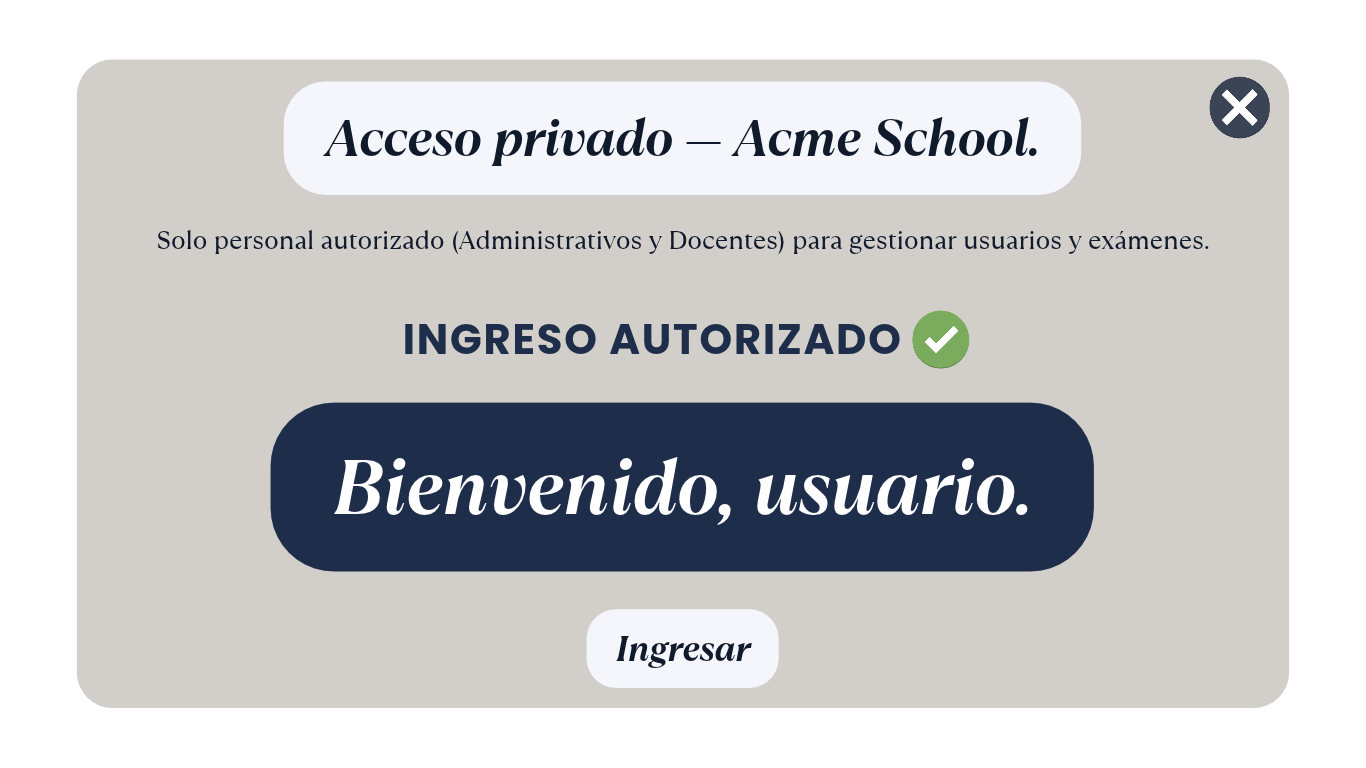 Acceso privado — Acme School.
Solo personal autorizado (Administrativos y Docentes) para gestionar usuarios y exámenes.
INGRESO AUTORIZADO
Bienvenido, usuario.
Ingresar